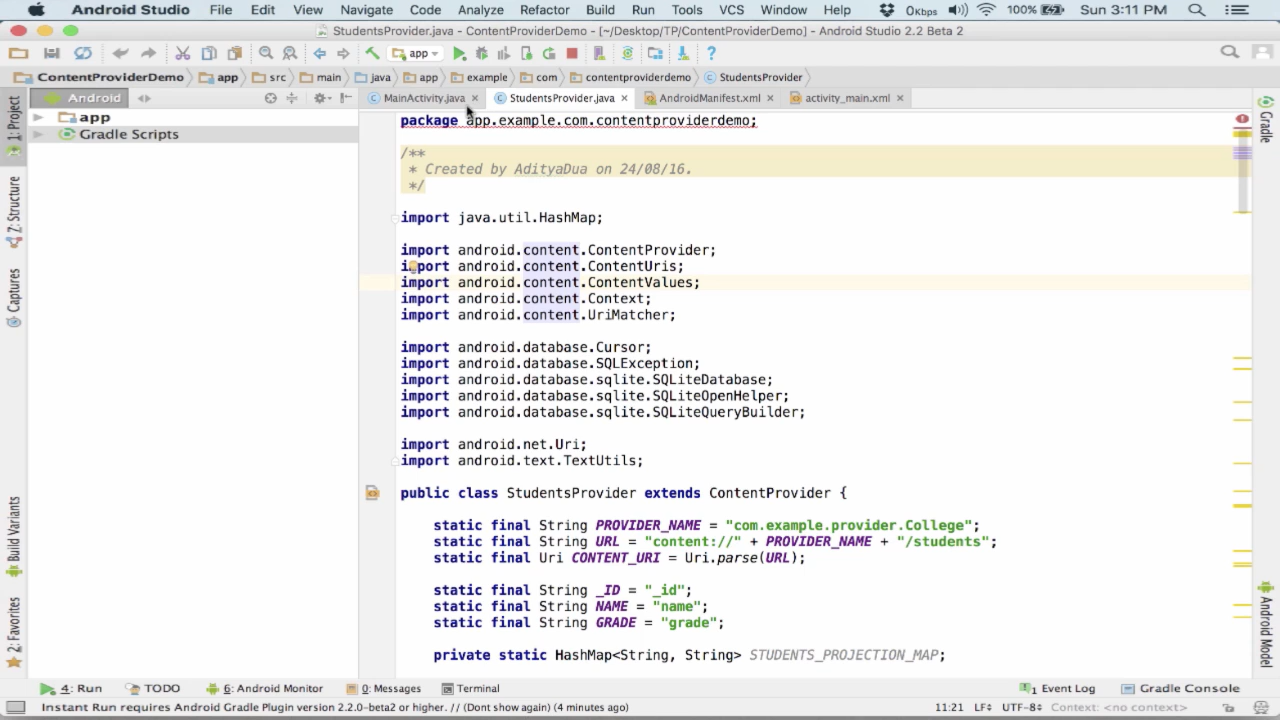 Android Studio File Edit View Navigate Code Analyze Refactor Build Run Tools VCS Window Help 0Kbps 100% Sun 3:11 PM
StudentsProvider.java - ContentProviderDemo - [~/Desktop/TP/ContentProviderDemo] - Android Studio 2.2 Beta 2
app
ContentProviderDemo app src main java app example com contentproviderdemo StudentsProvider
1: Project
Android
MainActivity.java StudentsProvider.java AndroidManifest.xml activity_main.xml
Gradle
app
Gradle Scripts
Z: Structure
Captures
Build Variants
2: Favorites
package app.example.com.contentproviderdemo;
/**
* Created by AdityaDua on 24/08/16.
*/
import java.util.HashMap;
import android.content.ContentProvider;
import android.content.ContentUris;
import android.content.ContentValues;
import android.content.Context;
import android.content.UriMatcher;
import android.database.Cursor;
import android.database.SQLException;
import android.database.sqlite.SQLiteDatabase;
import android.database.sqlite.SQLiteOpenHelper;
import android.database.sqlite.SQLiteQueryBuilder;
import android.net.Uri;
import android.text.TextUtils;
public class StudentsProvider extends ContentProvider {
static final String PROVIDER_NAME = "com.example.provider.College";
static final String URL = "content://" + PROVIDER_NAME + "/students";
static final Uri CONTENT_URI = Uri.parse(URL);
static final String _ID = "_id";
static final String NAME = "name";
static final String GRADE = "grade";
private static HashMap<String, String> STUDENTS_PROJECTION_MAP;
Android Model
4: Run TODO 6: Android Monitor 0: Messages Terminal 1 Event Log Gradle Console
Instant Run requires Android Gradle Plugin version 2.2.0-beta2 or higher. // (Dont show again) (4 minutes ago) 11:21 LF÷ UTF-8÷ Context: <no context>